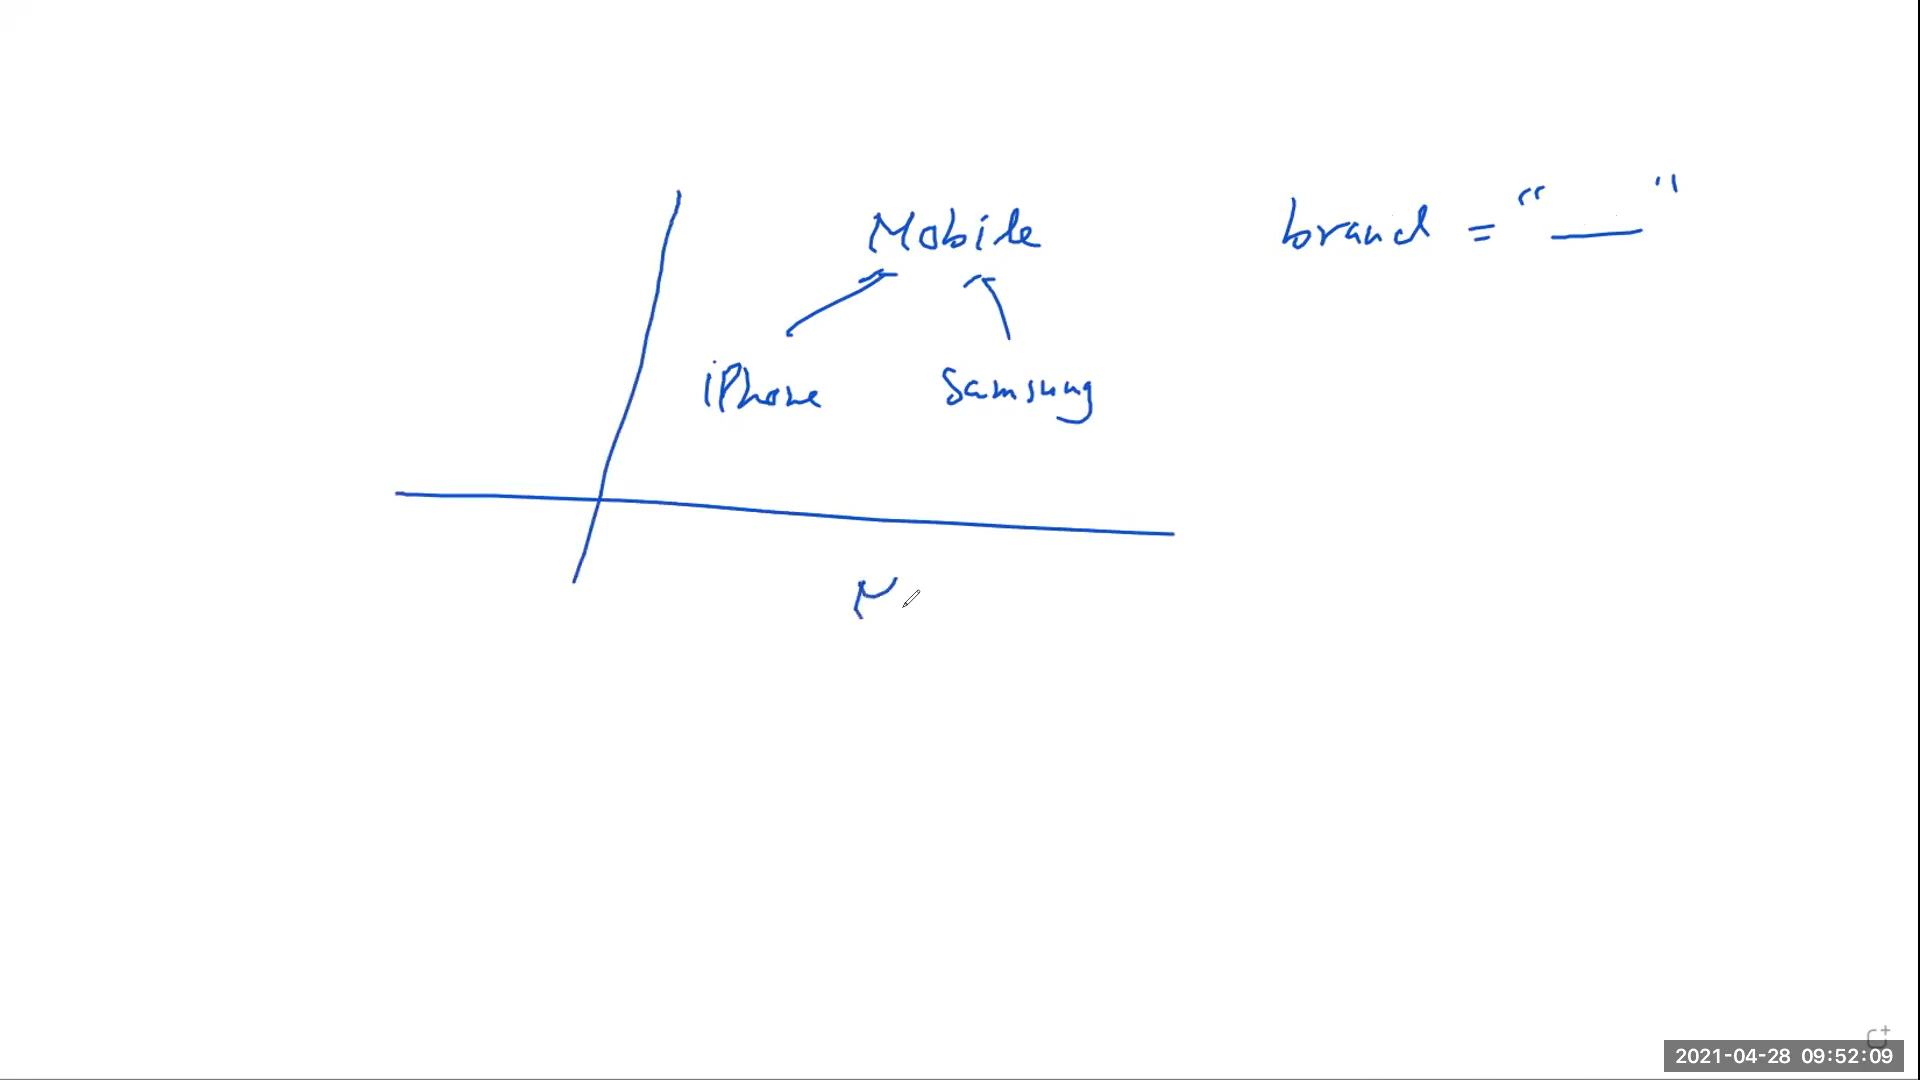 Mobile brand = "___"
iPhone Samsung
2021-04-28 09:52:09